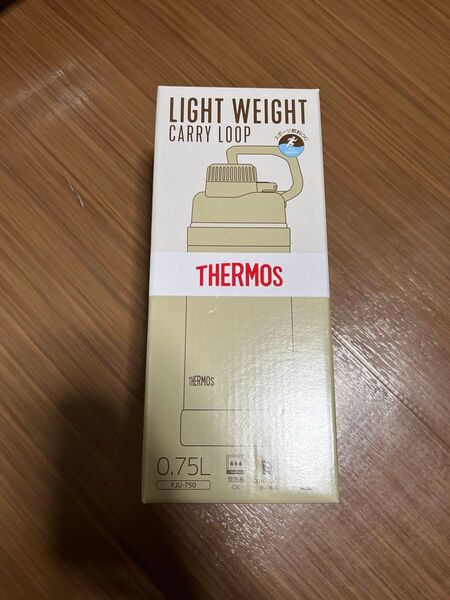 LIGHT WEIGHT
CARRY LOOP
スポーツ飲料OK!
THERMOS
THERMOS
0.75L
FJU-750
食洗機
OK